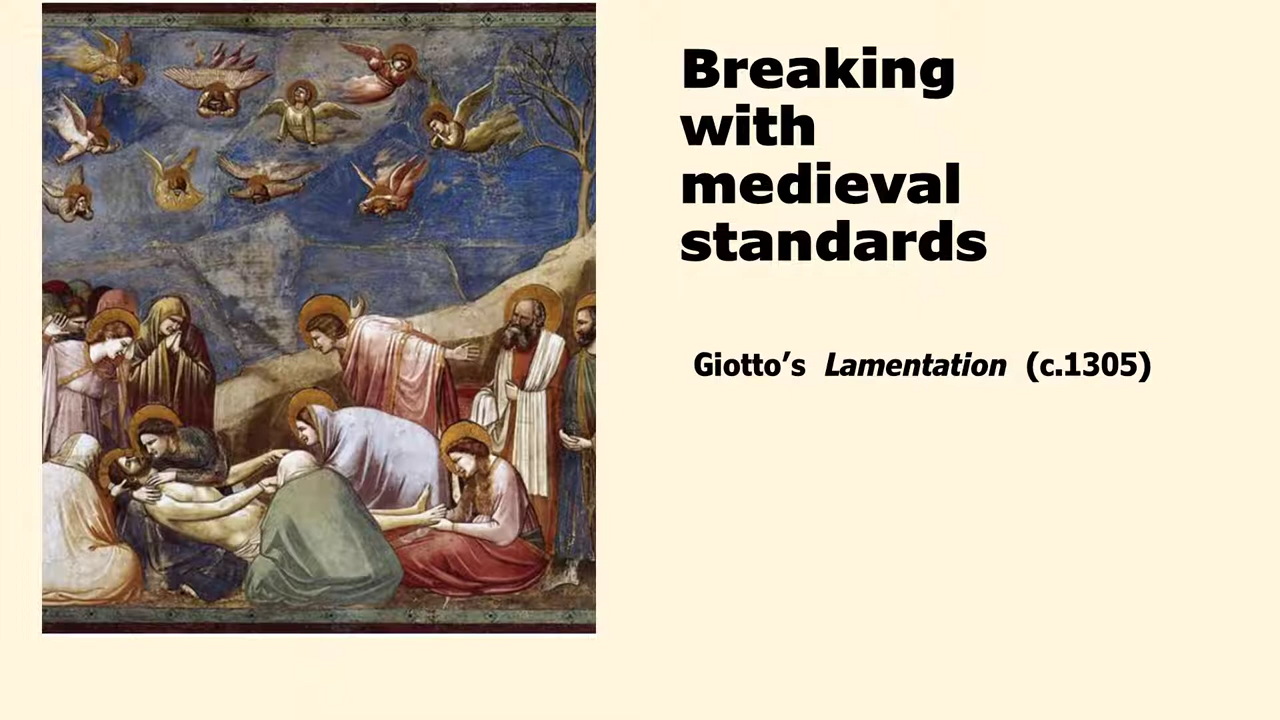 Breaking
with
medieval
standards
Giotto’s Lamentation (c.1305)